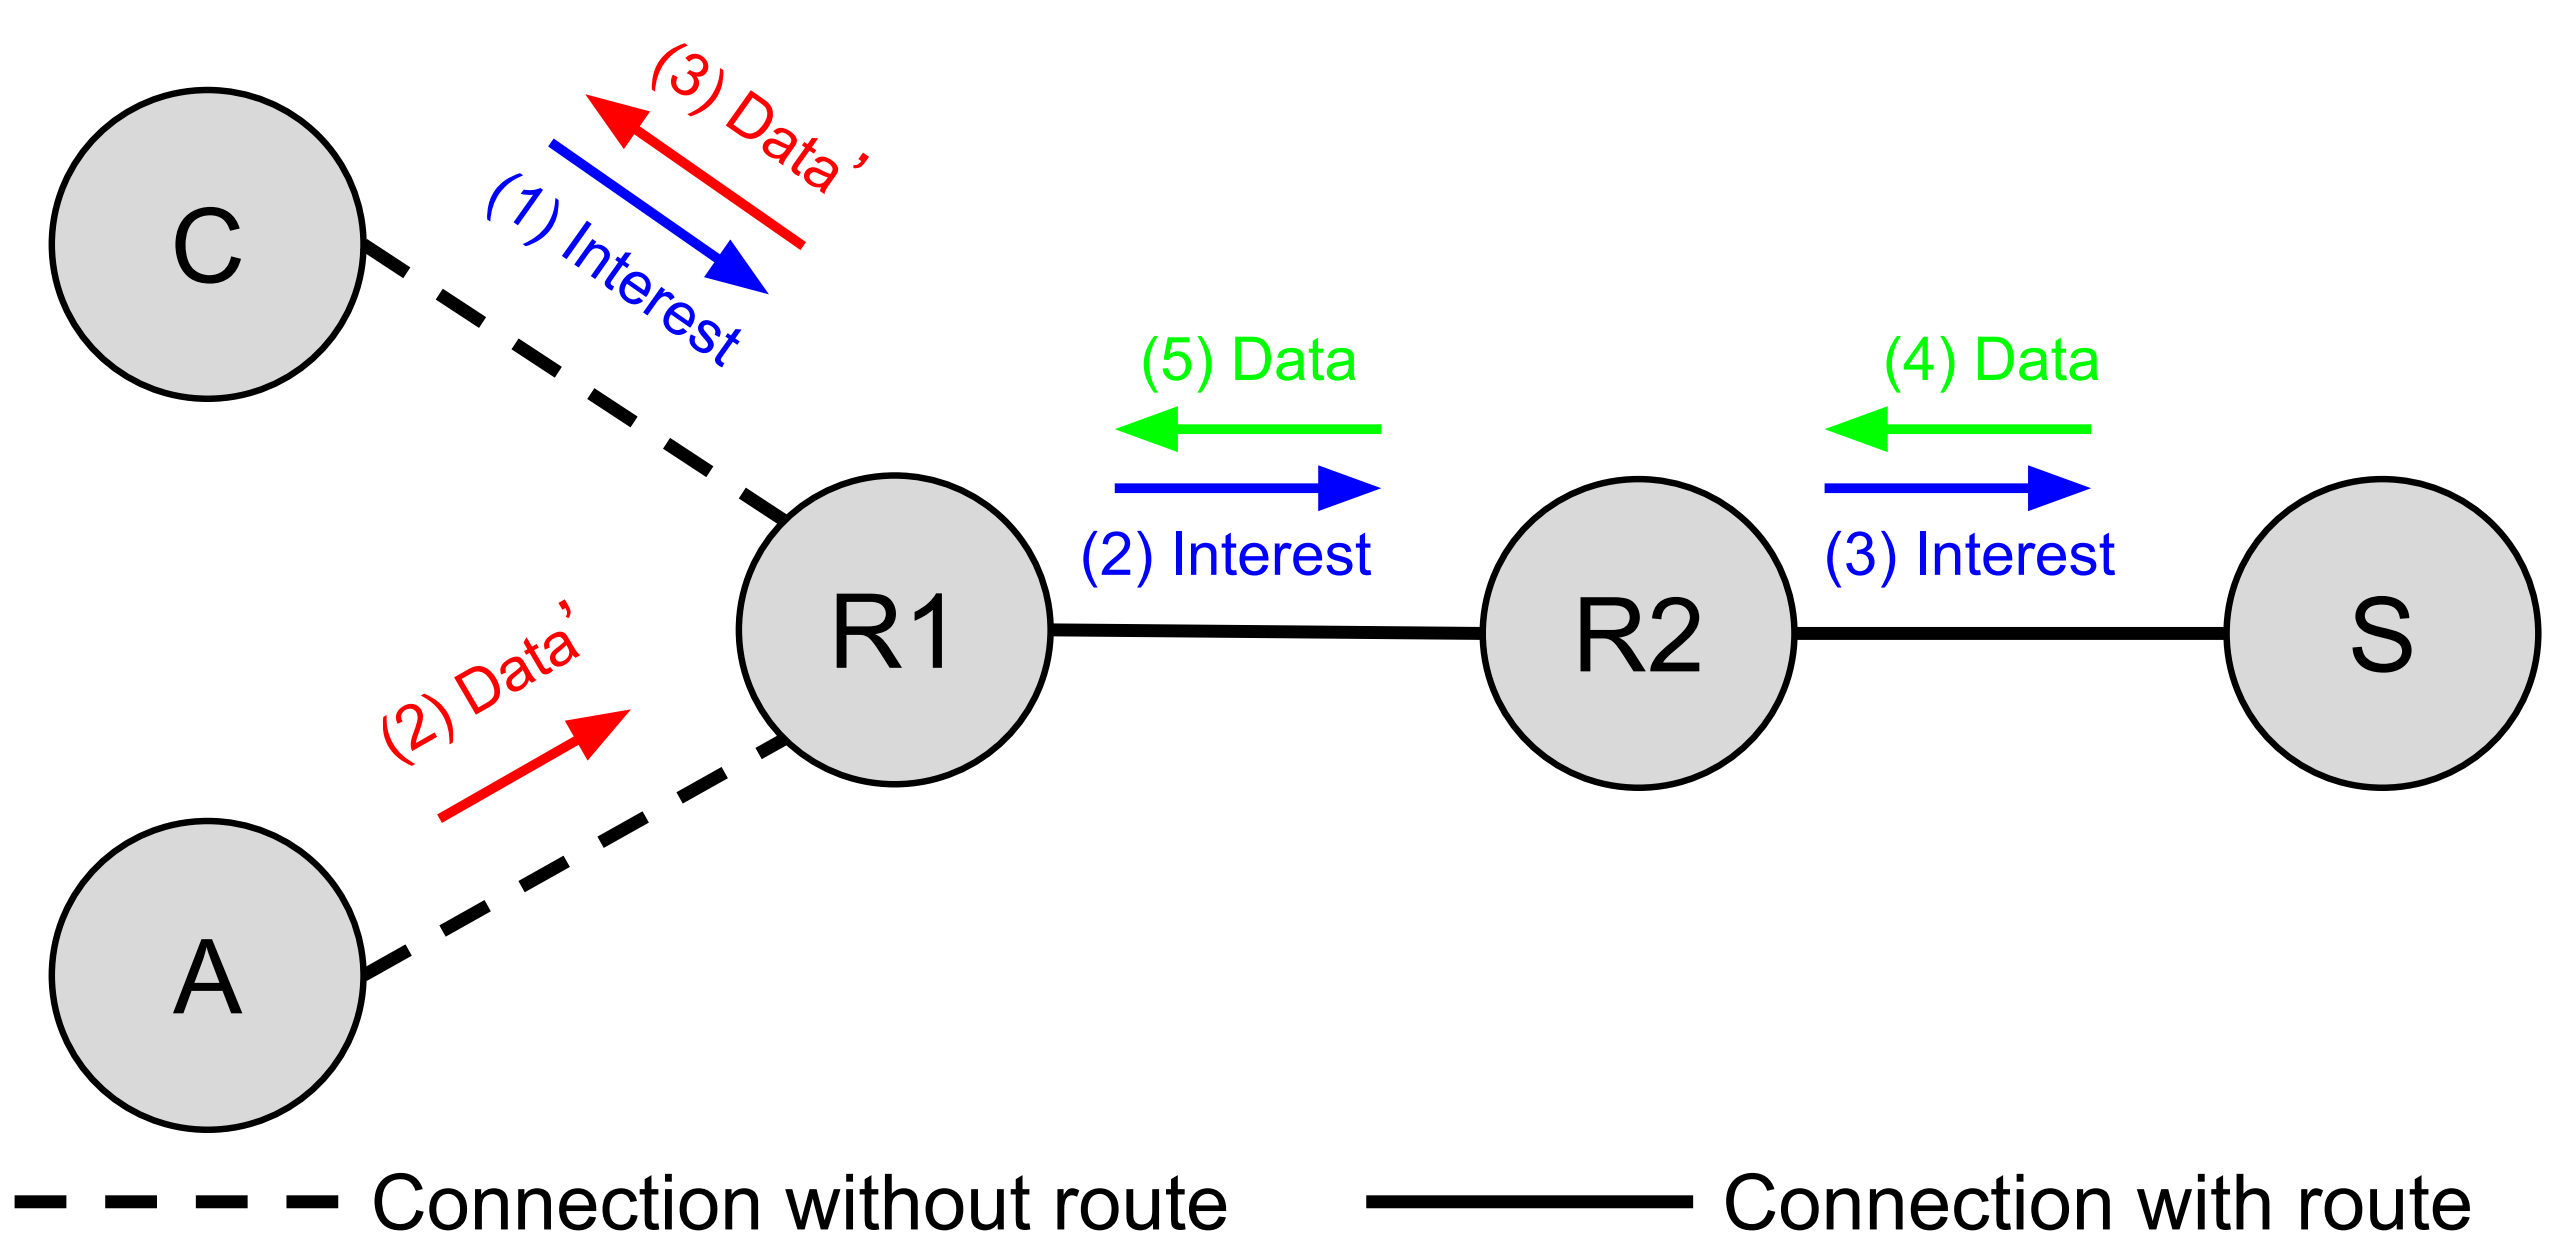 (3) Data’
C
(1) Interest
(5) Data
(4) Data
(2) Interest
(3) Interest
R1
R2
S
(2) Data’
A
Connection without route
Connection with route